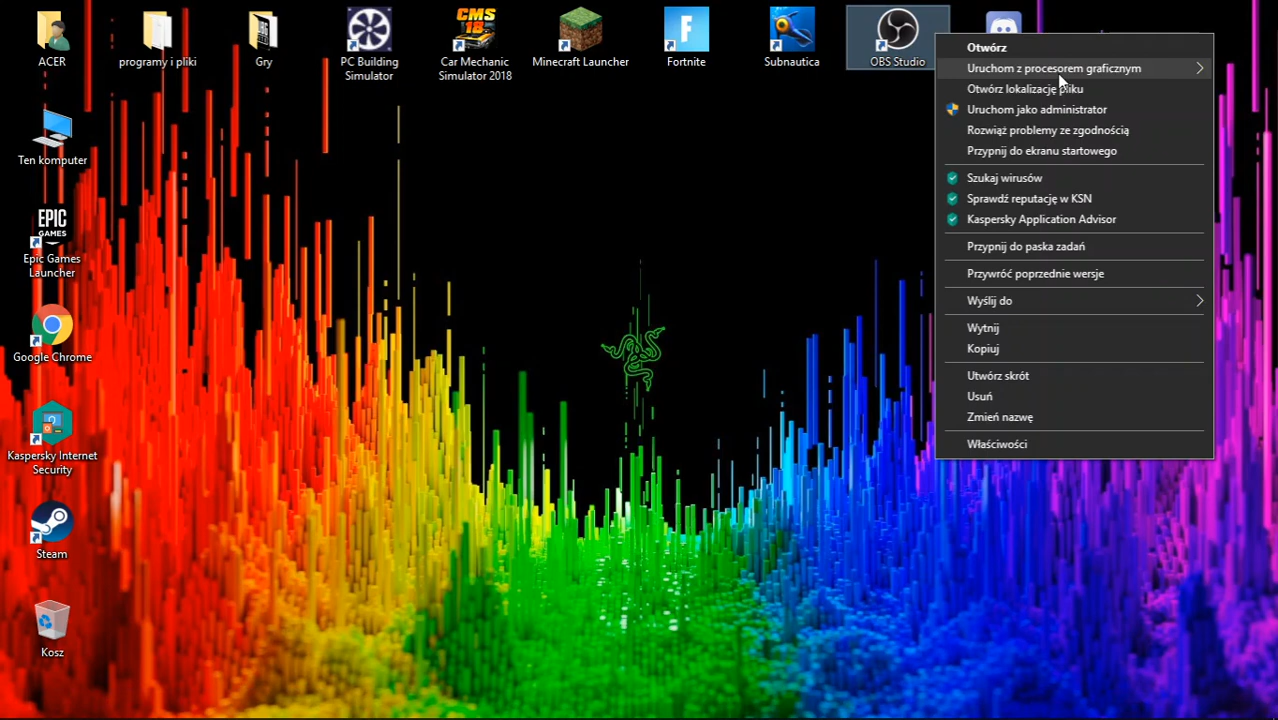 ACER
programy i pliki
Gry
PC Building
Simulator
CMS
18
Car Mechanic
Simulator 2018
Minecraft Launcher
F
Fortnite
Subnautica
OBS Studio
Otwórz
Uruchom z procesorem graficznym
Otwórz lokalizację pliku
Uruchom jako administrator
Rozwiąż problemy ze zgodnością
Przypnij do ekranu startowego
Szukaj wirusów
Sprawdź reputację w KSN
Kaspersky Application Advisor
Przypnij do paska zadań
Przywróć poprzednie wersje
Wyślij do
Wytnij
Kopiuj
Utwórz skrót
Usuń
Zmień nazwę
Właściwości
Ten komputer
EPIC
GAMES
Epic Games
Launcher
Google Chrome
Kaspersky Internet
Security
Steam
Kosz